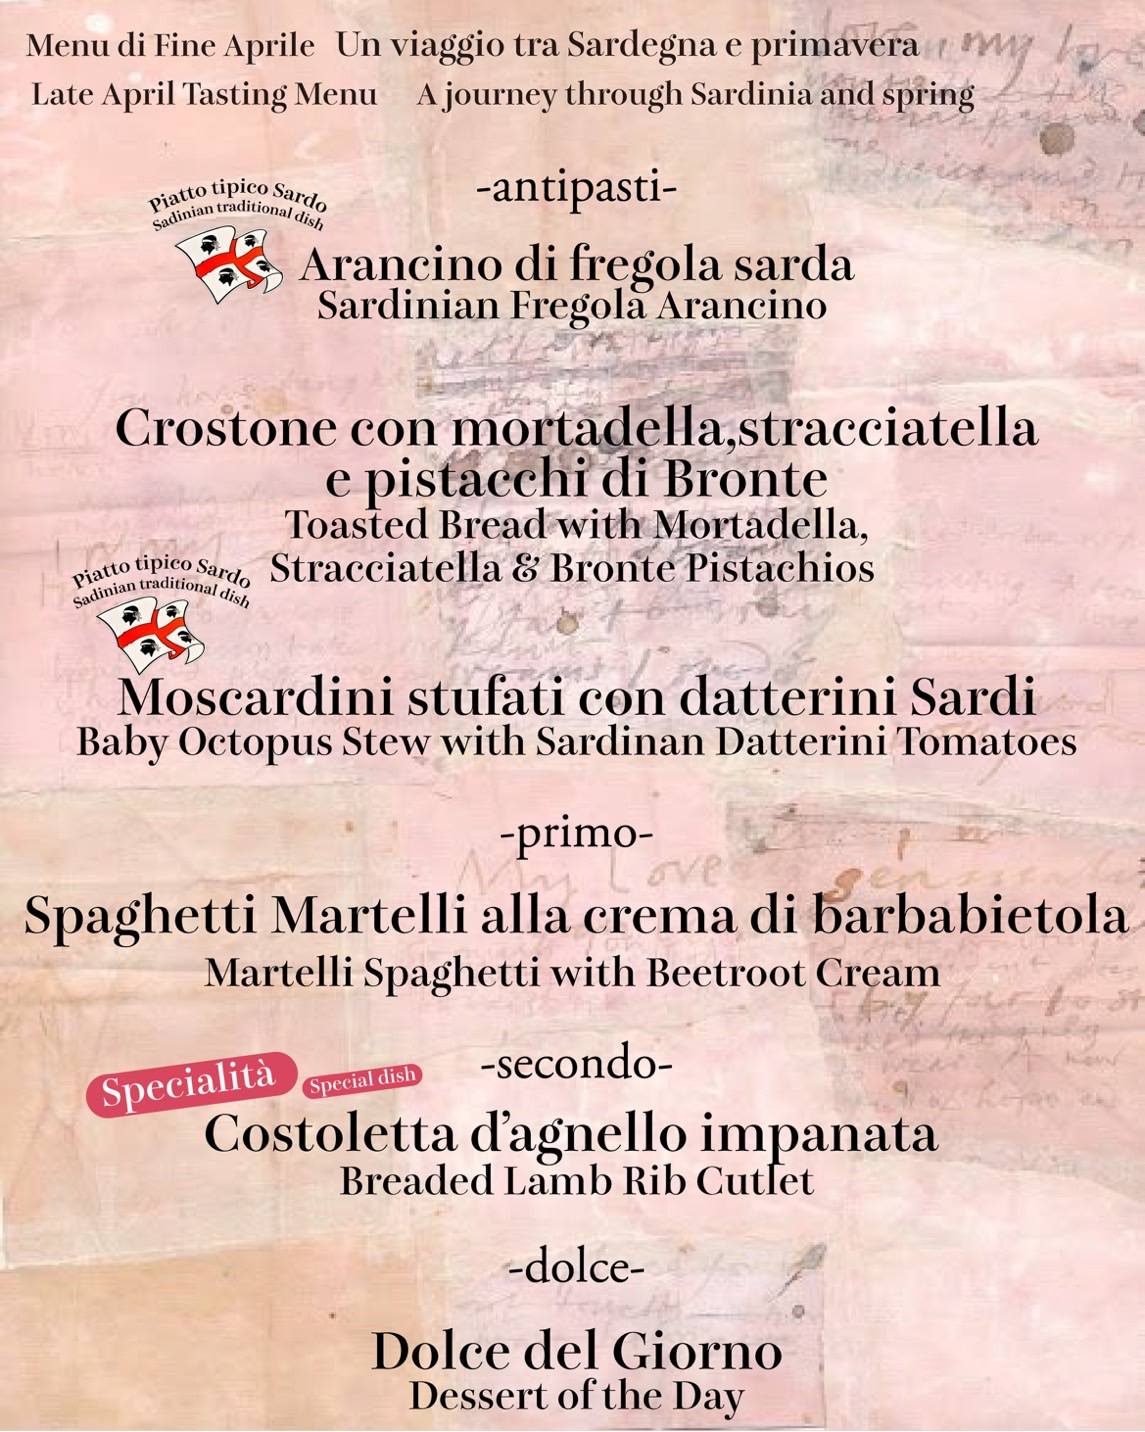 Menu di Fine Aprile Un viaggio tra Sardegna e primavera
Late April Tasting Menu A journey through Sardinia and spring
-antipasti-
Piatto tipico Sardo
Sadinian traditional dish
Arancino di fregola sarda
Sardinian Fregola Arancino
Crostone con mortadella,stracciatella
e pistacchi di Bronte
Toasted Bread with Mortadella,
Stracciatella & Bronte Pistachios
Piatto tipico Sardo
Sadinian traditional dish
Moscardini stufati con datterini Sardi
Baby Octopus Stew with Sardinan Datterini Tomatoes
-primo-
Spaghetti Martelli alla crema di barbabietola
Martelli Spaghetti with Beetroot Cream
-secondo-
Specialità Special dish
Costoletta d’agnello impanata
Breaded Lamb Rib Cutlet
-dolce-
Dolce del Giorno
Dessert of the Day